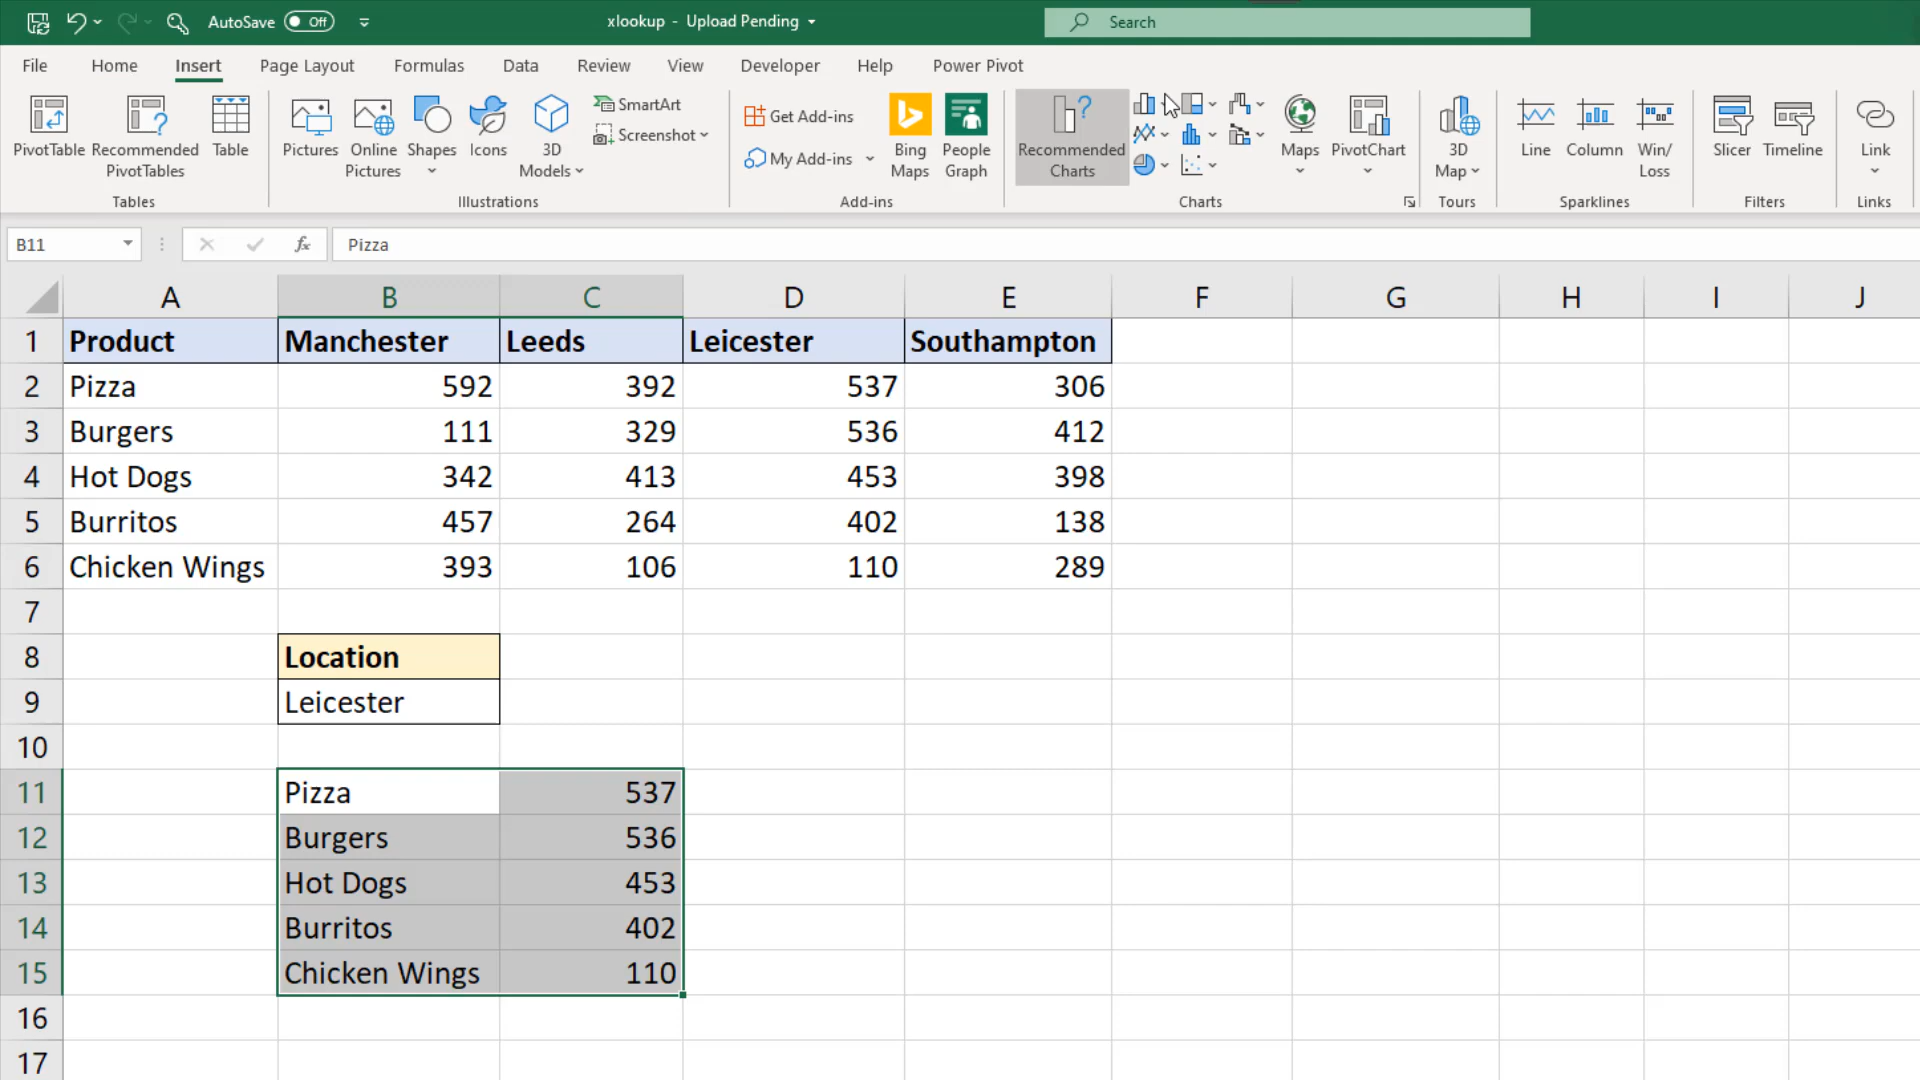 AutoSave Off xlookup - Upload Pending Search
File Home Insert Page Layout Formulas Data Review View Developer Help Power Pivot
PivotTable Recommended PivotTables Table
Tables
Pictures Online Pictures Shapes Icons 3D Models SmartArt Screenshot
Illustrations
Get Add-ins
My Add-ins
Bing Maps People Graph
Add-ins
Recommended Charts Maps PivotChart
Charts
3D Map
Tours
Line Column Win/Loss
Sparklines
Slicer Timeline
Filters
Link
Links
B11 fx Pizza
A B C D E F G H I J
1 Product Manchester Leeds Leicester Southampton
2 Pizza 592 392 537 306
3 Burgers 111 329 536 412
4 Hot Dogs 342 413 453 398
5 Burritos 457 264 402 138
6 Chicken Wings 393 106 110 289
7
8 Location
9 Leicester
10
11 Pizza 537
12 Burgers 536
13 Hot Dogs 453
14 Burritos 402
15 Chicken Wings 110
16
17